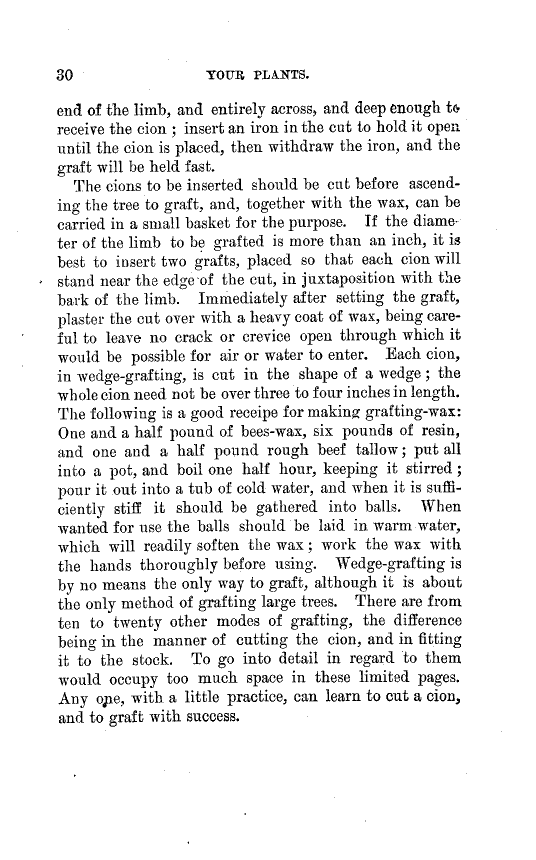 30 YOUR PLANTS.
end of the limb, and entirely across, and deep enough to
receive the cion ; insert an iron in the cut to hold it open
until the cion is placed, then withdraw the iron, and the
graft will be held fast.
The cions to be inserted should be cut before ascend-
ing the tree to graft, and, together with the wax, can be
carried in a small basket for the purpose. If the diame-
ter of the limb to be grafted is more than an inch, it is
best to insert two grafts, placed so that each cion will
stand near the edge of the cut, in juxtaposition with the
bark of the limb. Immediately after setting the graft,
plaster the cut over with a heavy coat of wax, being care-
ful to leave no crack or crevice open through which it
would be possible for air or water to enter. Each cion,
in wedge-grafting, is cut in the shape of a wedge ; the
whole cion need not be over three to four inches in length.
The following is a good receipe for making grafting-wax:
One and a half pound of bees-wax, six pounds of resin,
and one and a half pound rough beef tallow ; put all
into a pot, and boil one half hour, keeping it stirred ;
pour it out into a tub of cold water, and when it is suffi-
ciently stiff it should be gathered into balls. When
wanted for use the balls should be laid in warm water,
which will readily soften the wax ; work the wax with
the hands thoroughly before using. Wedge-grafting is
by no means the only way to graft, although it is about
the only method of grafting large trees. There are from
ten to twenty other modes of grafting, the difference
being in the manner of cutting the cion, and in fitting
it to the stock. To go into detail in regard to them
would occupy too much space in these limited pages.
Any one, with a little practice, can learn to cut a cion,
and to graft with success.